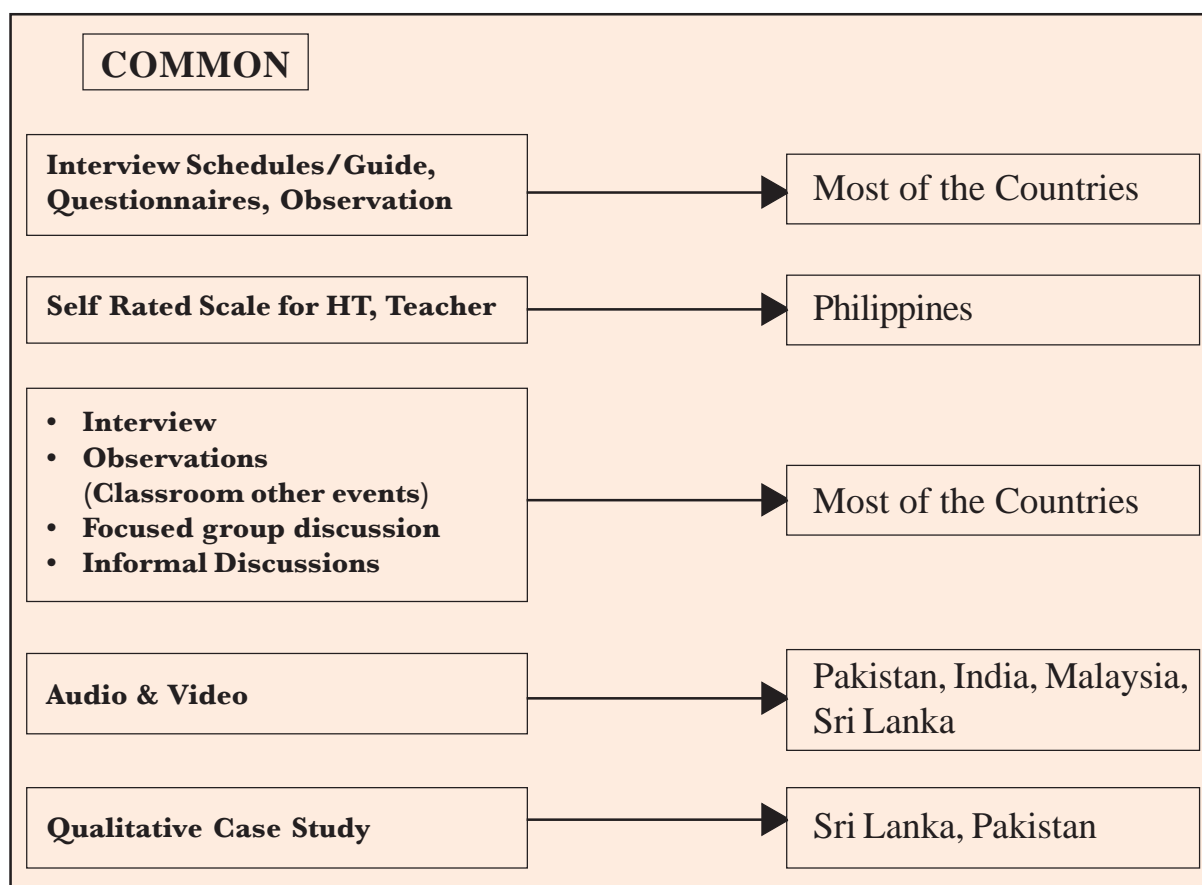 COMMON
Interview Schedules/Guide,
Questionnaires, Observation
Most of the Countries
Self Rated Scale for HT, Teacher
Philippines
• Interview
• Observations
(Classroom other events)
• Focused group discussion
• Informal Discussions
Most of the Countries
Audio & Video
Pakistan, India, Malaysia,
Sri Lanka
Qualitative Case Study
Sri Lanka, Pakistan